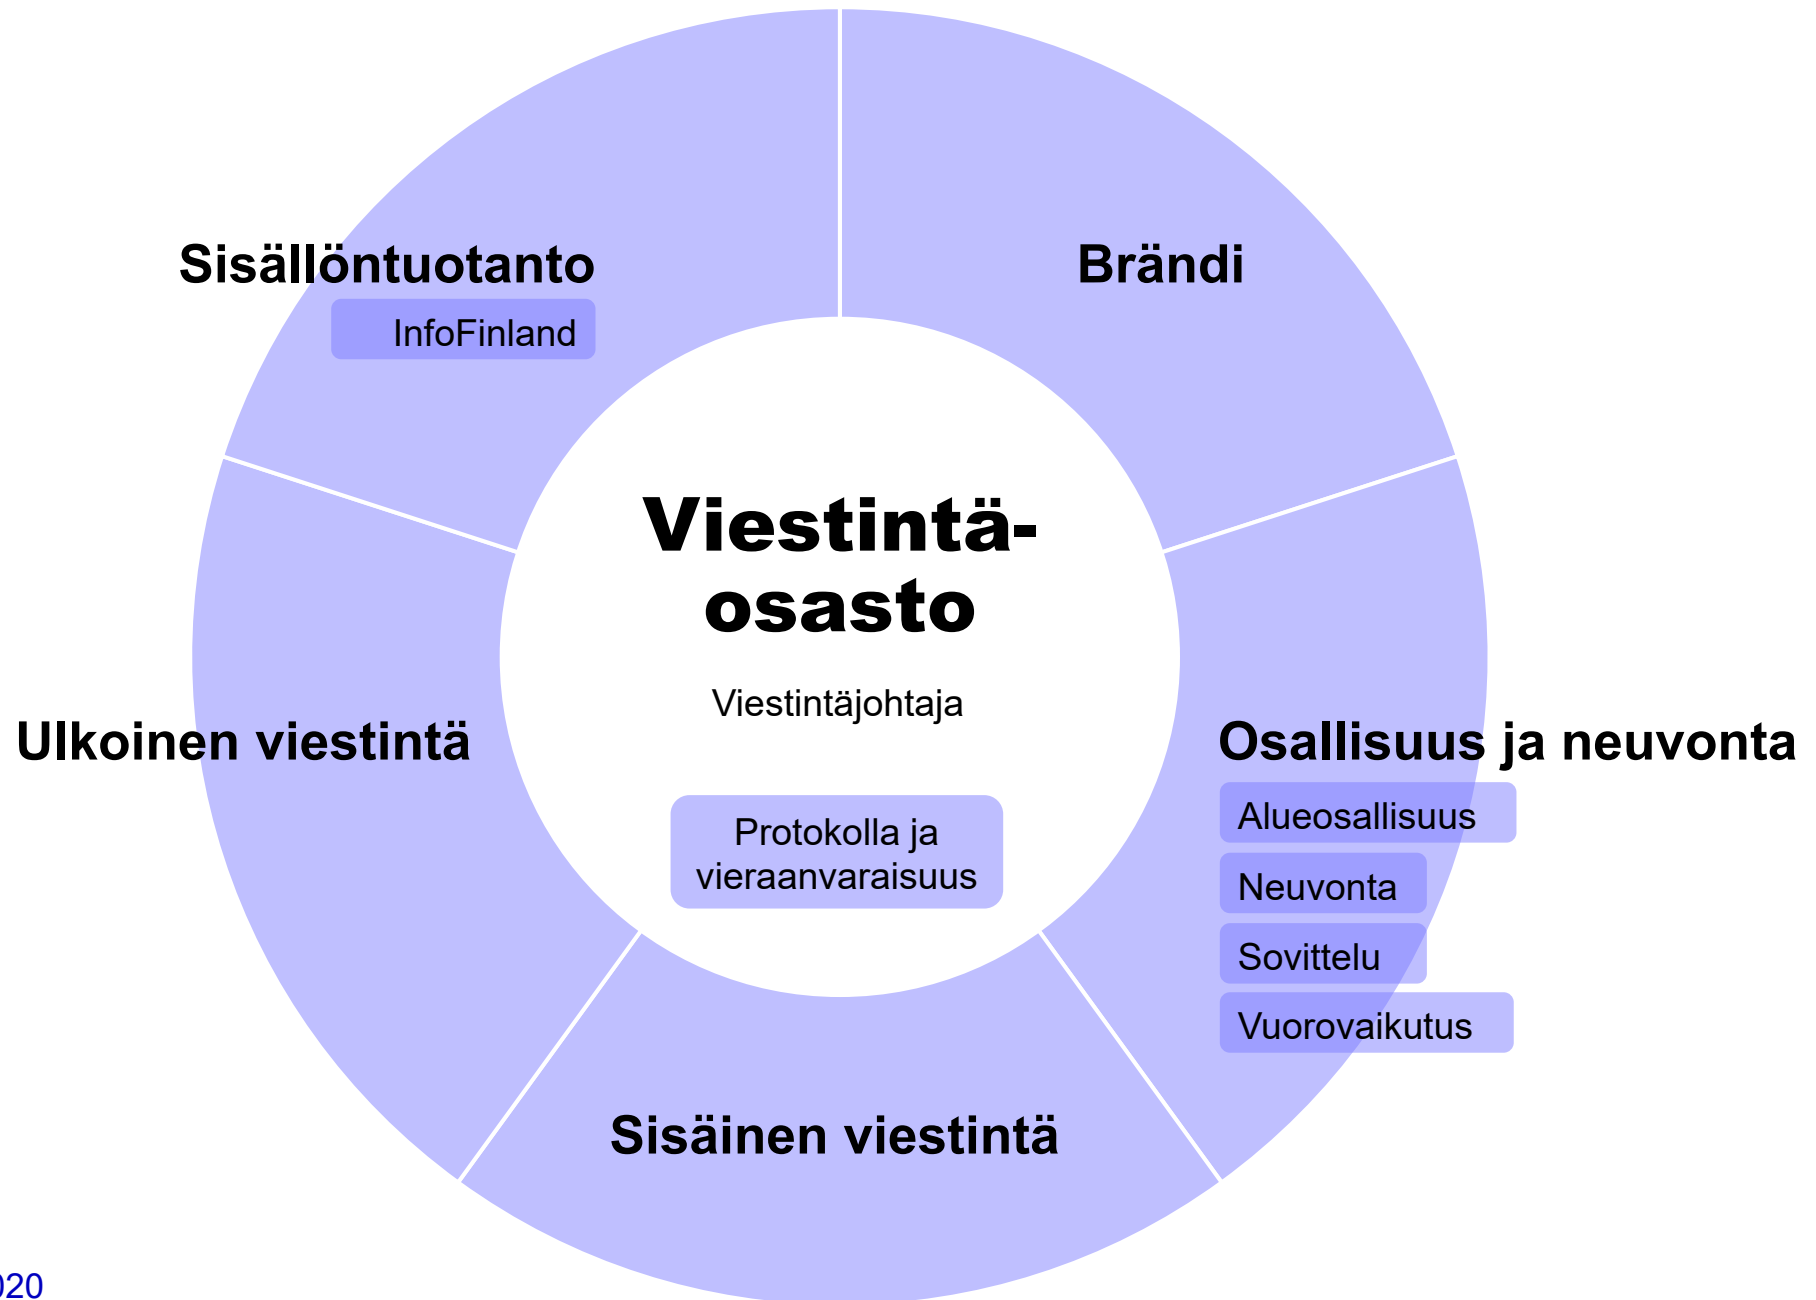 Sisällöntuotanto
InfoFinland
Brändi
Viestintä-
osasto
Viestintäjohtaja
Protokolla ja
vieraanvaraisuus
Ulkoinen viestintä
Osallisuus ja neuvonta
Alueosallisuus
Neuvonta
Sovittelu
Vuorovaikutus
Sisäinen viestintä
020